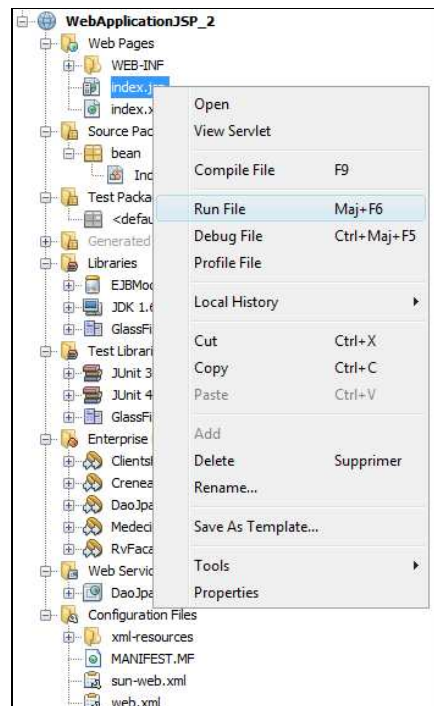 WebApplicationJSP_2
Web Pages
WEB-INF
index.jsp
index.x
Source Pac
bean
Ind
Test Packa
<defau
Generated
Libraries
EJBMod
JDK 1.6
GlassFi
Test Librari
JUnit 3
JUnit 4
GlassFi
Enterprise
Clients
Crenea
DaoJpa
Medeci
RvFaca
Web Servic
DaoJpa
Configuration Files
xml-resources
MANIFEST.MF
sun-web.xml
web.xml
Open
View Servlet
Compile File F9
Run File Maj+F6
Debug File Ctrl+Maj+F5
Profile File
Local History
Cut Ctrl+X
Copy Ctrl+C
Paste Ctrl+V
Add
Delete Supprimer
Rename...
Save As Template...
Tools
Properties